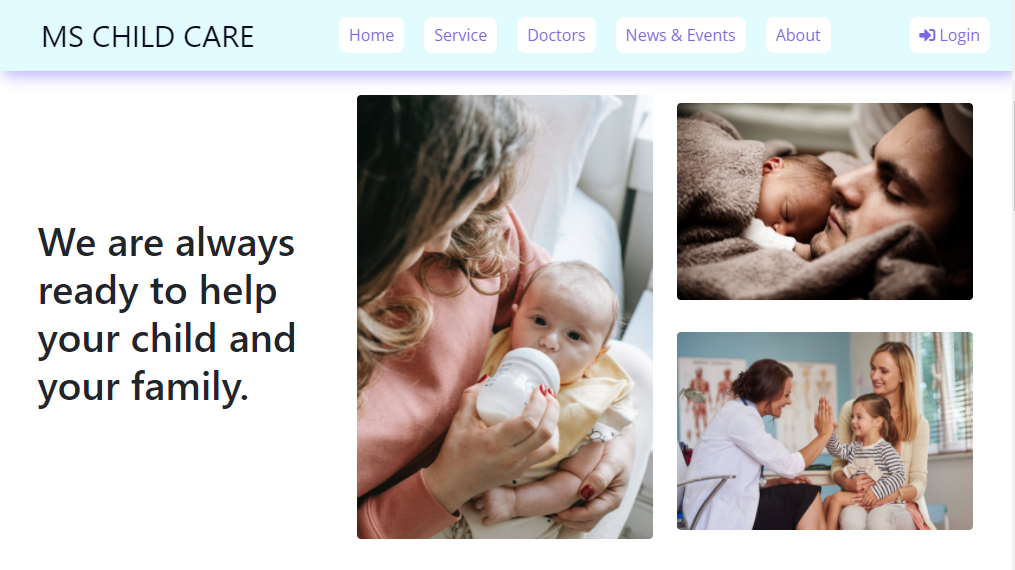 MS CHILD CARE
Home Service Doctors News & Events About Login
We are always
ready to help
your child and
your family.